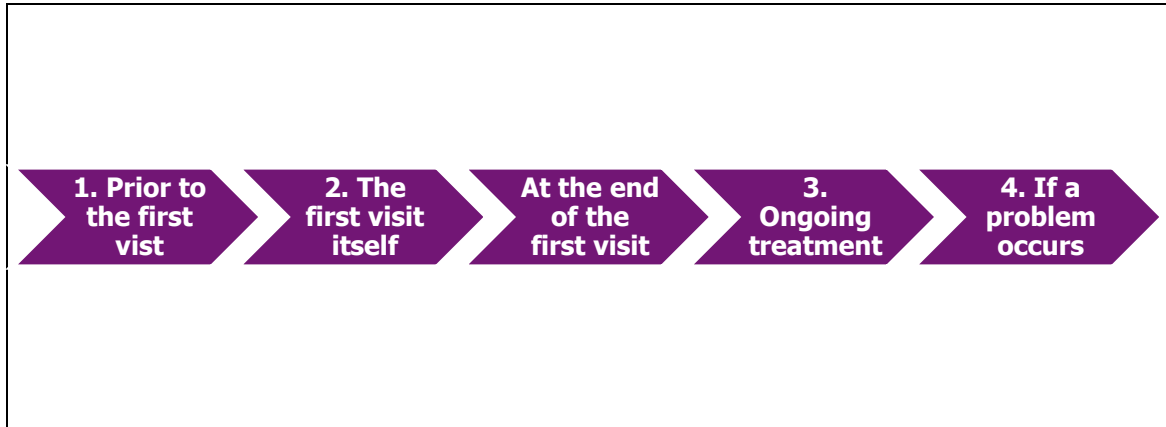 1. Prior to
the first
vist
2. The
first visit
itself
At the end
of the
first visit
3.
Ongoing
treatment
4. If a
problem
occurs